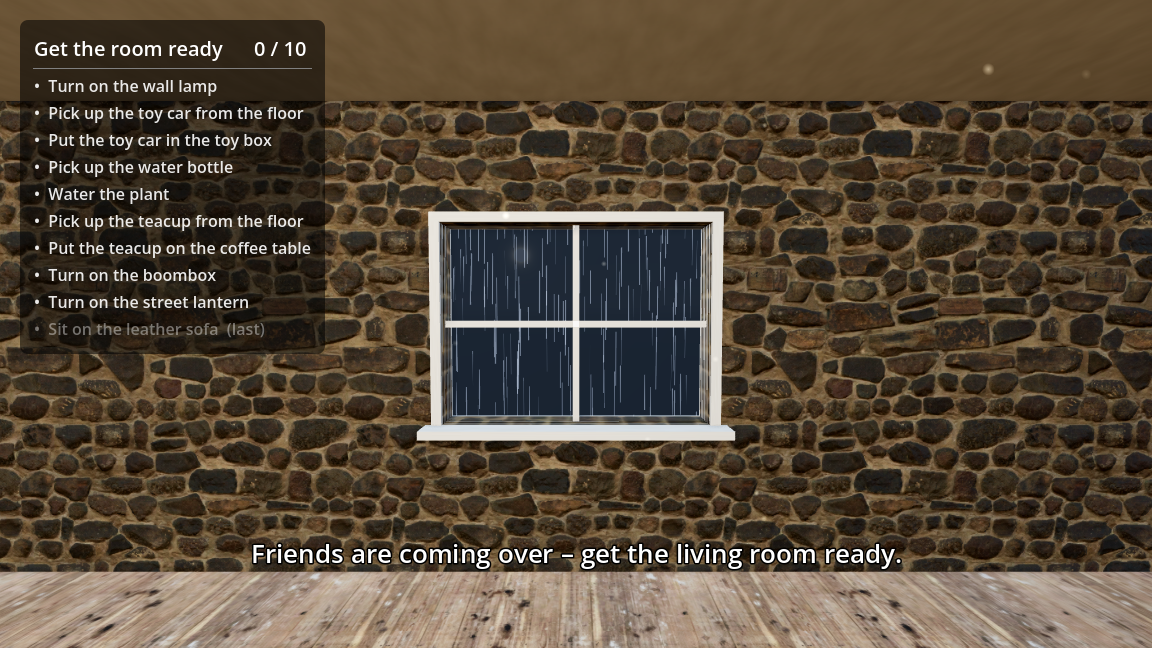 Get the room ready 0 / 10
• Turn on the wall lamp
• Pick up the toy car from the floor
• Put the toy car in the toy box
• Pick up the water bottle
• Water the plant
• Pick up the teacup from the floor
• Put the teacup on the coffee table
• Turn on the boombox
• Turn on the street lantern
• Sit on the leather sofa (last)
Friends are coming over – get the living room ready.